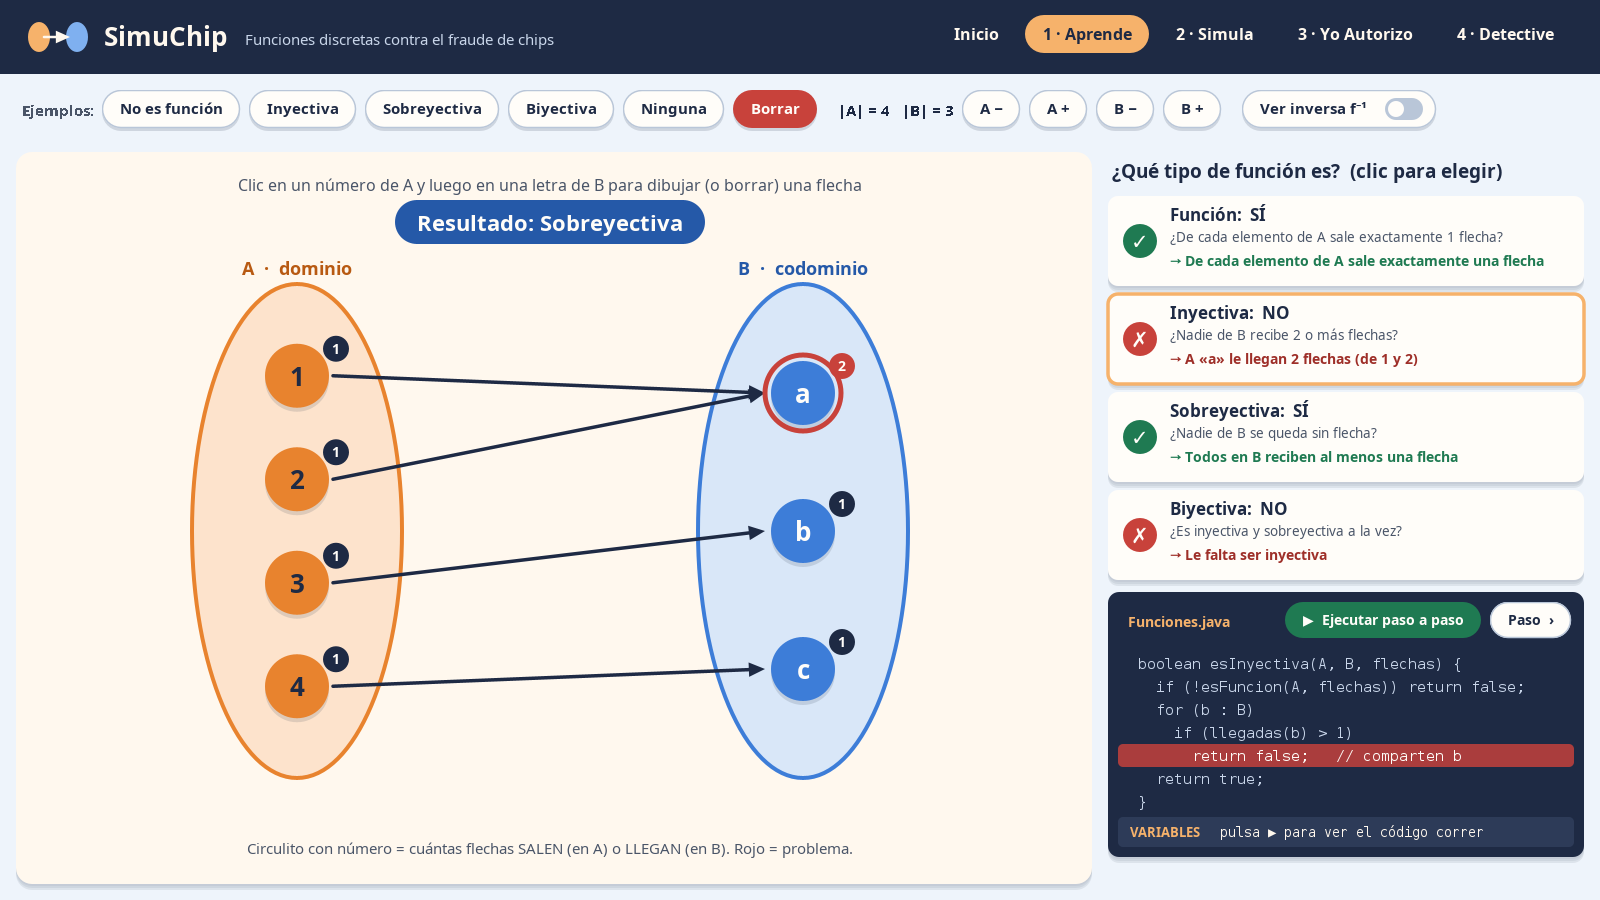 SimuChip
Funciones discretas contra el fraude de chips
Inicio
1 · Aprende
2 · Simula
3 · Yo Autorizo
4 · Detective
Ejemplos:
No es función
Inyectiva
Sobreyectiva
Biyectiva
Ninguna
Borrar
|A| = 4 |B| = 3
A −
A +
B −
B +
Ver inversa f⁻¹
Clic en un número de A y luego en una letra de B para dibujar (o borrar) una flecha
Resultado: Sobreyectiva
A · dominio
B · codominio
1
1
2
1
3
1
4
1
a
2
b
1
c
1
Circulito con número = cuántas flechas SALEN (en A) o LLEGAN (en B). Rojo = problema.
¿Qué tipo de función es? (clic para elegir)
✓
Función: SÍ
¿De cada elemento de A sale exactamente 1 flecha?
→ De cada elemento de A sale exactamente una flecha
✗
Inyectiva: NO
¿Nadie de B recibe 2 o más flechas?
→ A «a» le llegan 2 flechas (de 1 y 2)
✓
Sobreyectiva: SÍ
¿Nadie de B se queda sin flecha?
→ Todos en B reciben al menos una flecha
✗
Biyectiva: NO
¿Es inyectiva y sobreyectiva a la vez?
→ Le falta ser inyectiva
Funciones.java
▶ Ejecutar paso a paso
Paso ›
boolean esInyectiva(A, B, flechas) {
if (!esFuncion(A, flechas)) return false;
for (b : B)
if (llegadas(b) > 1)
return false; // comparten b
return true;
}
VARIABLES pulsa ▶ para ver el código correr